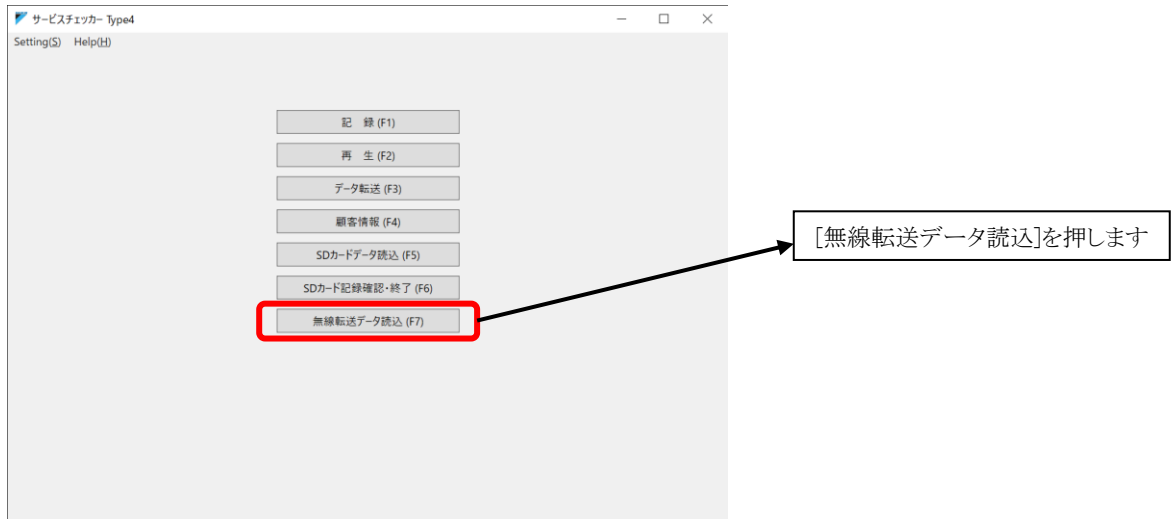 サービスチェッカー Type4
Setting(S) Help(H)
記　録 (F1)
再　生 (F2)
データ転送 (F3)
顧客情報 (F4)
SDカードデータ読込 (F5)
SDカード記録確認・終了 (F6)
無線転送データ読込 (F7)
[無線転送データ読込]を押します